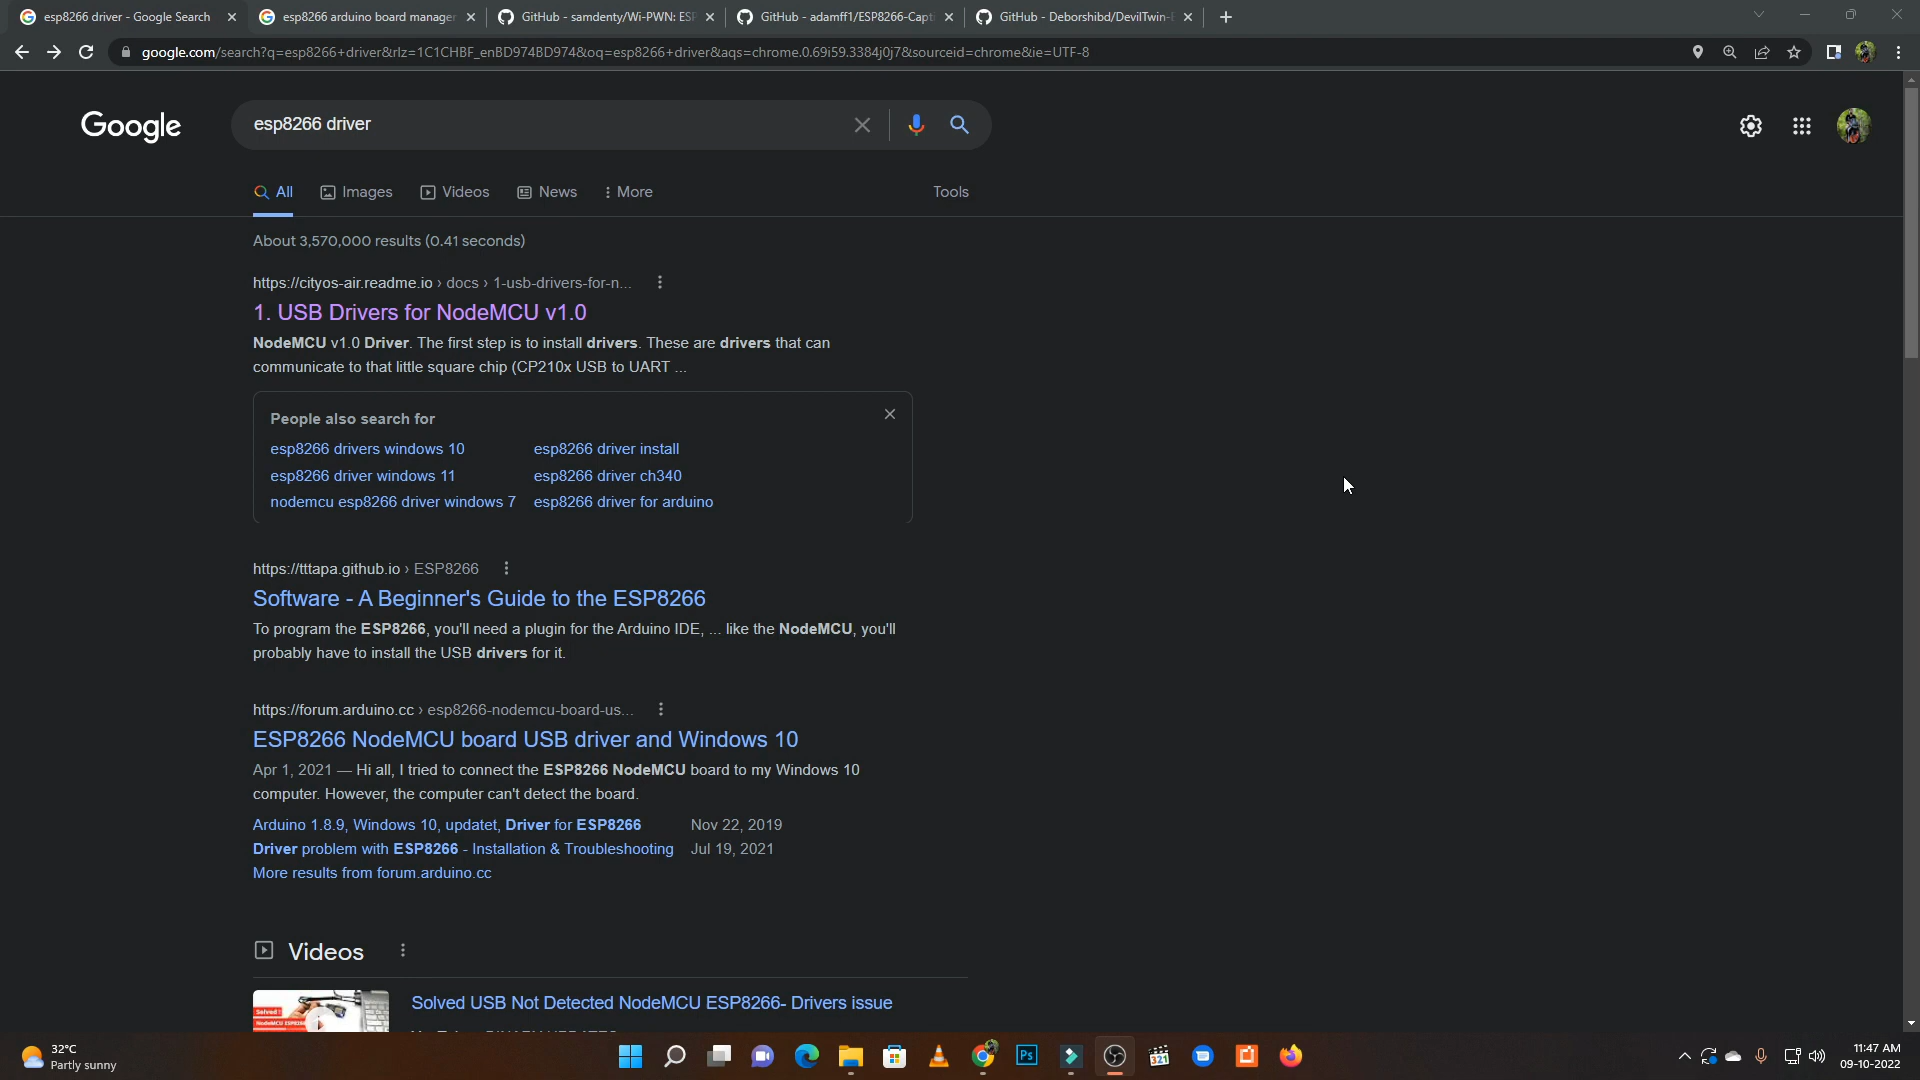 esp8266 driver - Google Search
esp8266 arduino board manager
GitHub - samdenty/Wi-PWN: ESP
GitHub - adamff1/ESP8266-Capti
GitHub - Deborshibd/DevilTwin-E
google.com/search?q=esp8266+driver&rlz=1C1CHBF_enBD974BD974&oq=esp8266+driver&aqs=chrome.0.69i59.3384j0j7&sourceid=chrome&ie=UTF-8
Google
esp8266 driver
All
Images
Videos
News
More
Tools
About 3,570,000 results (0.41 seconds)
https://cityos-air.readme.io › docs › 1-usb-drivers-for-n...
1. USB Drivers for NodeMCU v1.0
NodeMCU v1.0 Driver. The first step is to install drivers. These are drivers that can
communicate to that little square chip (CP210x USB to UART ...
People also search for
esp8266 drivers windows 10
esp8266 driver install
esp8266 driver windows 11
esp8266 driver ch340
nodemcu esp8266 driver windows 7
esp8266 driver for arduino
https://tttapa.github.io › ESP8266
Software - A Beginner's Guide to the ESP8266
To program the ESP8266, you'll need a plugin for the Arduino IDE, ... like the NodeMCU, you'll
probably have to install the USB drivers for it.
https://forum.arduino.cc › esp8266-nodemcu-board-us...
ESP8266 NodeMCU board USB driver and Windows 10
Apr 1, 2021 — Hi all, I tried to connect the ESP8266 NodeMCU board to my Windows 10
computer. However, the computer can't detect the board.
Arduino 1.8.9, Windows 10, updatet, Driver for ESP8266 Nov 22, 2019
Driver problem with ESP8266 - Installation & Troubleshooting Jul 19, 2021
More results from forum.arduino.cc
Videos
Solved
NodeMCU ESP8266
Solved USB Not Detected NodeMCU ESP8266- Drivers issue
32°C
Partly sunny
Ps
321
11:47 AM
09-10-2022